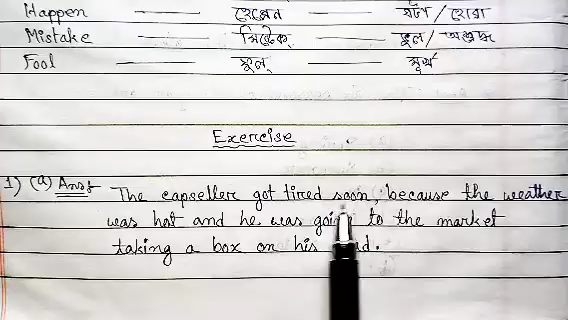 Happen — হেপেন — ঘটা / হোৱা
Mistake — মিষ্টেক্ — ভুল / অশুদ্ধ
Fool — ফুল্ — মূৰ্খ
Exercise
1) (a) Ans: The capseller got tired soon, because the weather
was hot and he was going to the market
taking a box on his